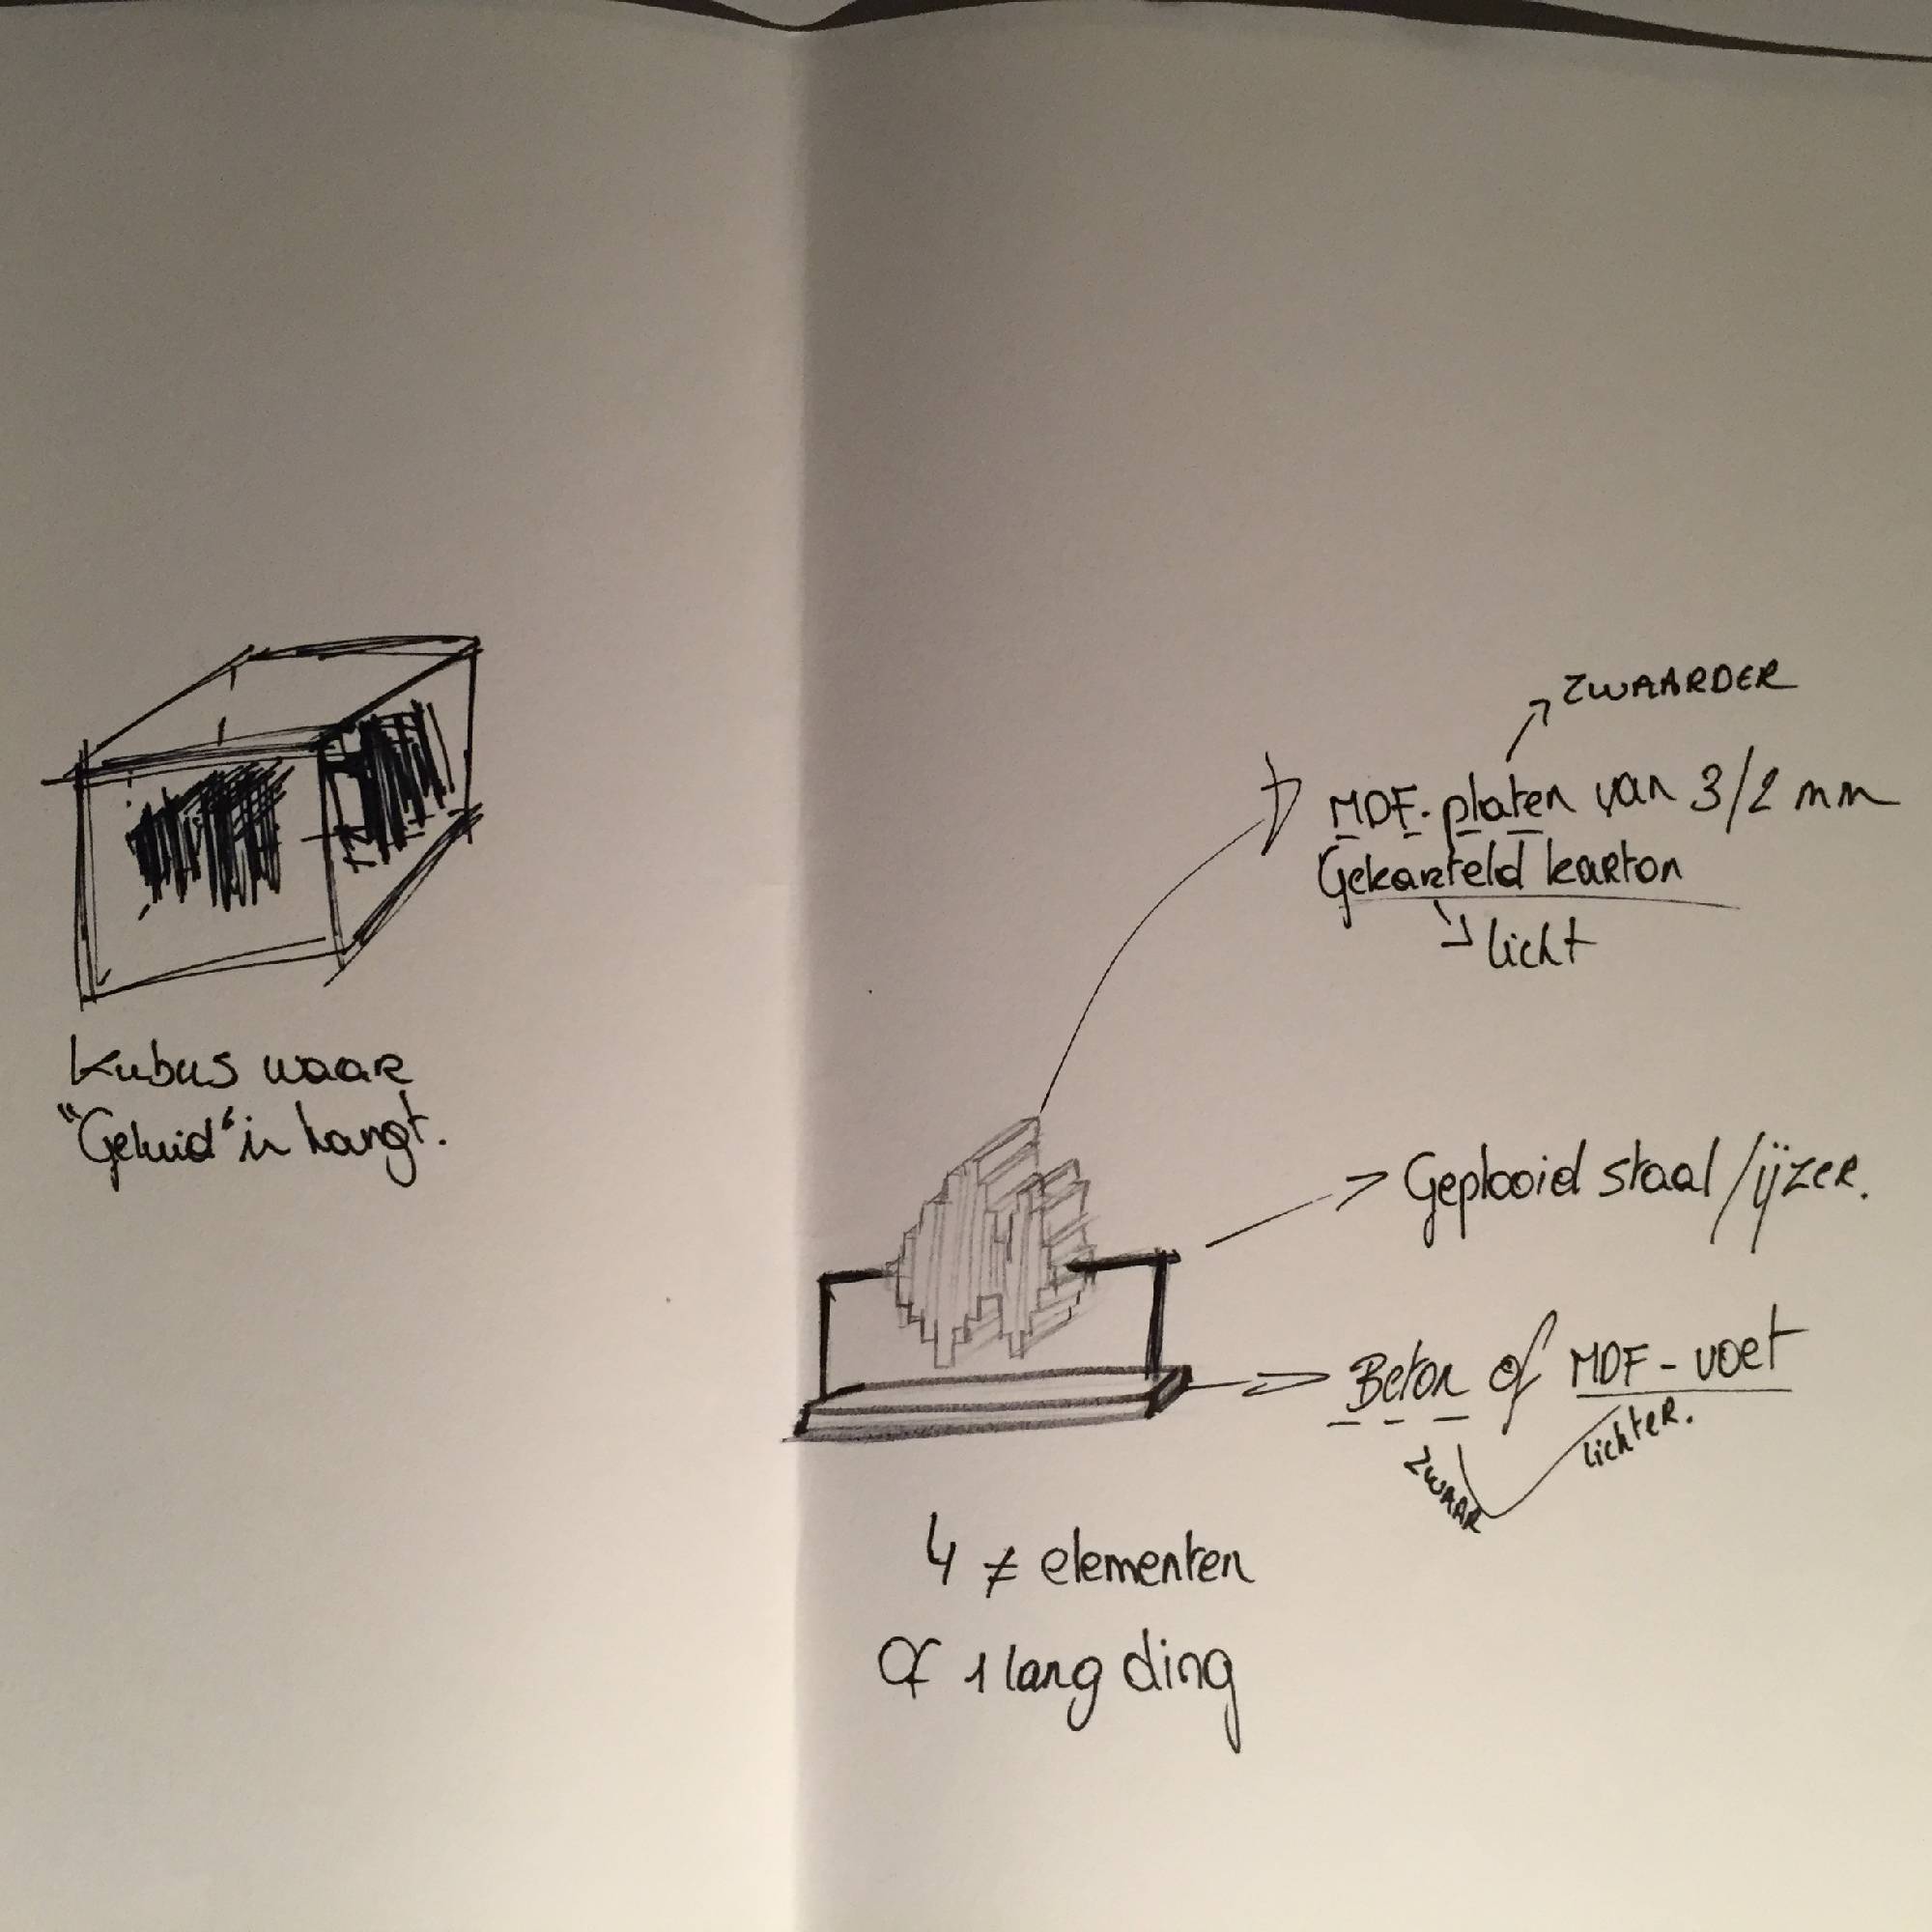 Kubus waar
"Geluid" in hangt.
ZWAARDER
MDF-platen van 3/2 mm
Gekarteld karton
licht
Geplooid staal/ijzer.
Beton of MDF-voet
ZWAAR
lichter.
4 ≠ elementen
Of 1 lang ding